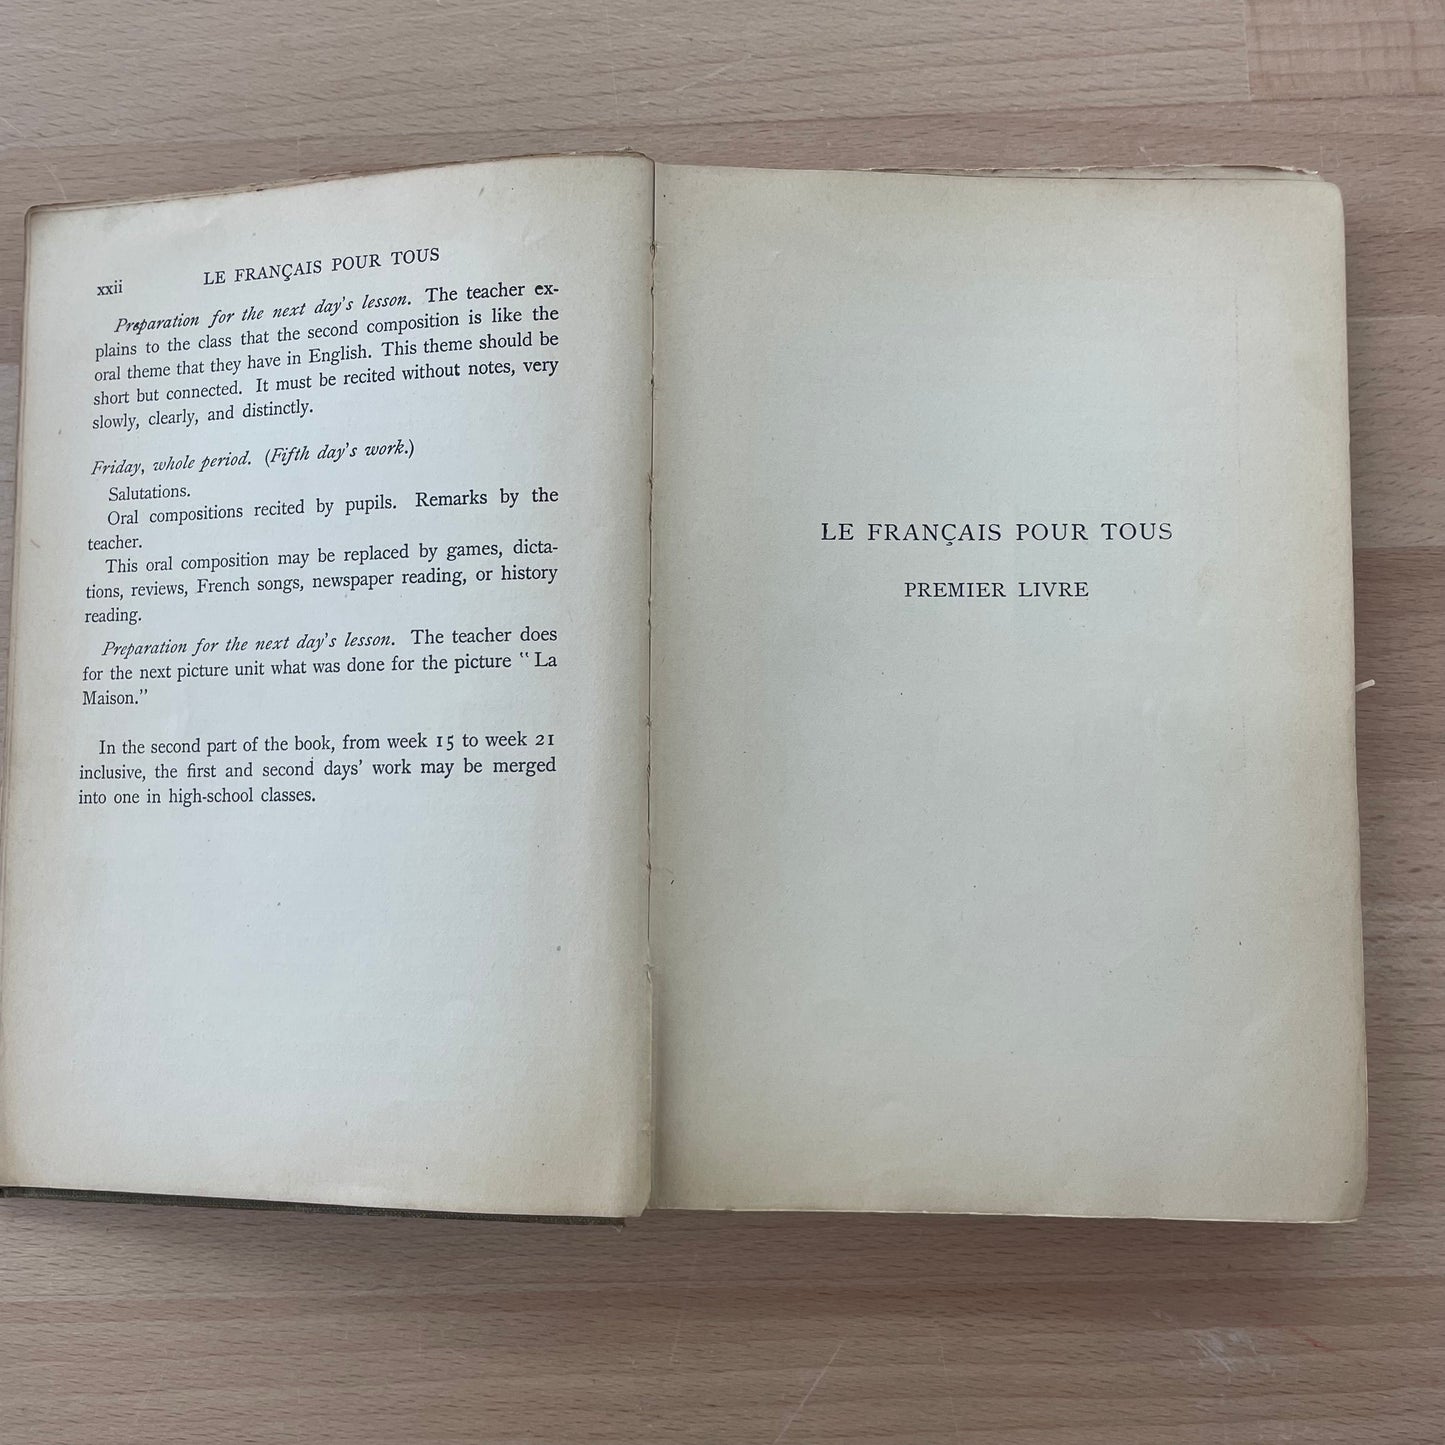 xxii LE FRANÇAIS POUR TOUS
Preparation for the next day's lesson. The teacher ex-
plains to the class that the second composition is like the
oral theme that they have in English. This theme should be
short but connected. It must be recited without notes, very
slowly, clearly, and distinctly.
Friday, whole period. (Fifth day's work.)
Salutations.
Oral compositions recited by pupils. Remarks by the
teacher.
This oral composition may be replaced by games, dicta-
tions, reviews, French songs, newspaper reading, or history
reading.
Preparation for the next day's lesson. The teacher does
for the next picture unit what was done for the picture “La
Maison.”
In the second part of the book, from week 15 to week 21
inclusive, the first and second days' work may be merged
into one in high-school classes.
LE FRANÇAIS POUR TOUS
PREMIER LIVRE